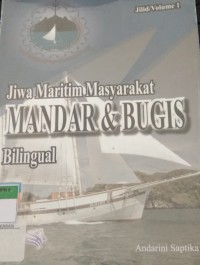 Jilid/Volume 1
Jiwa Maritim Masyarakat
MANDAR & BUGIS
Bilingual
Andarini Saptika